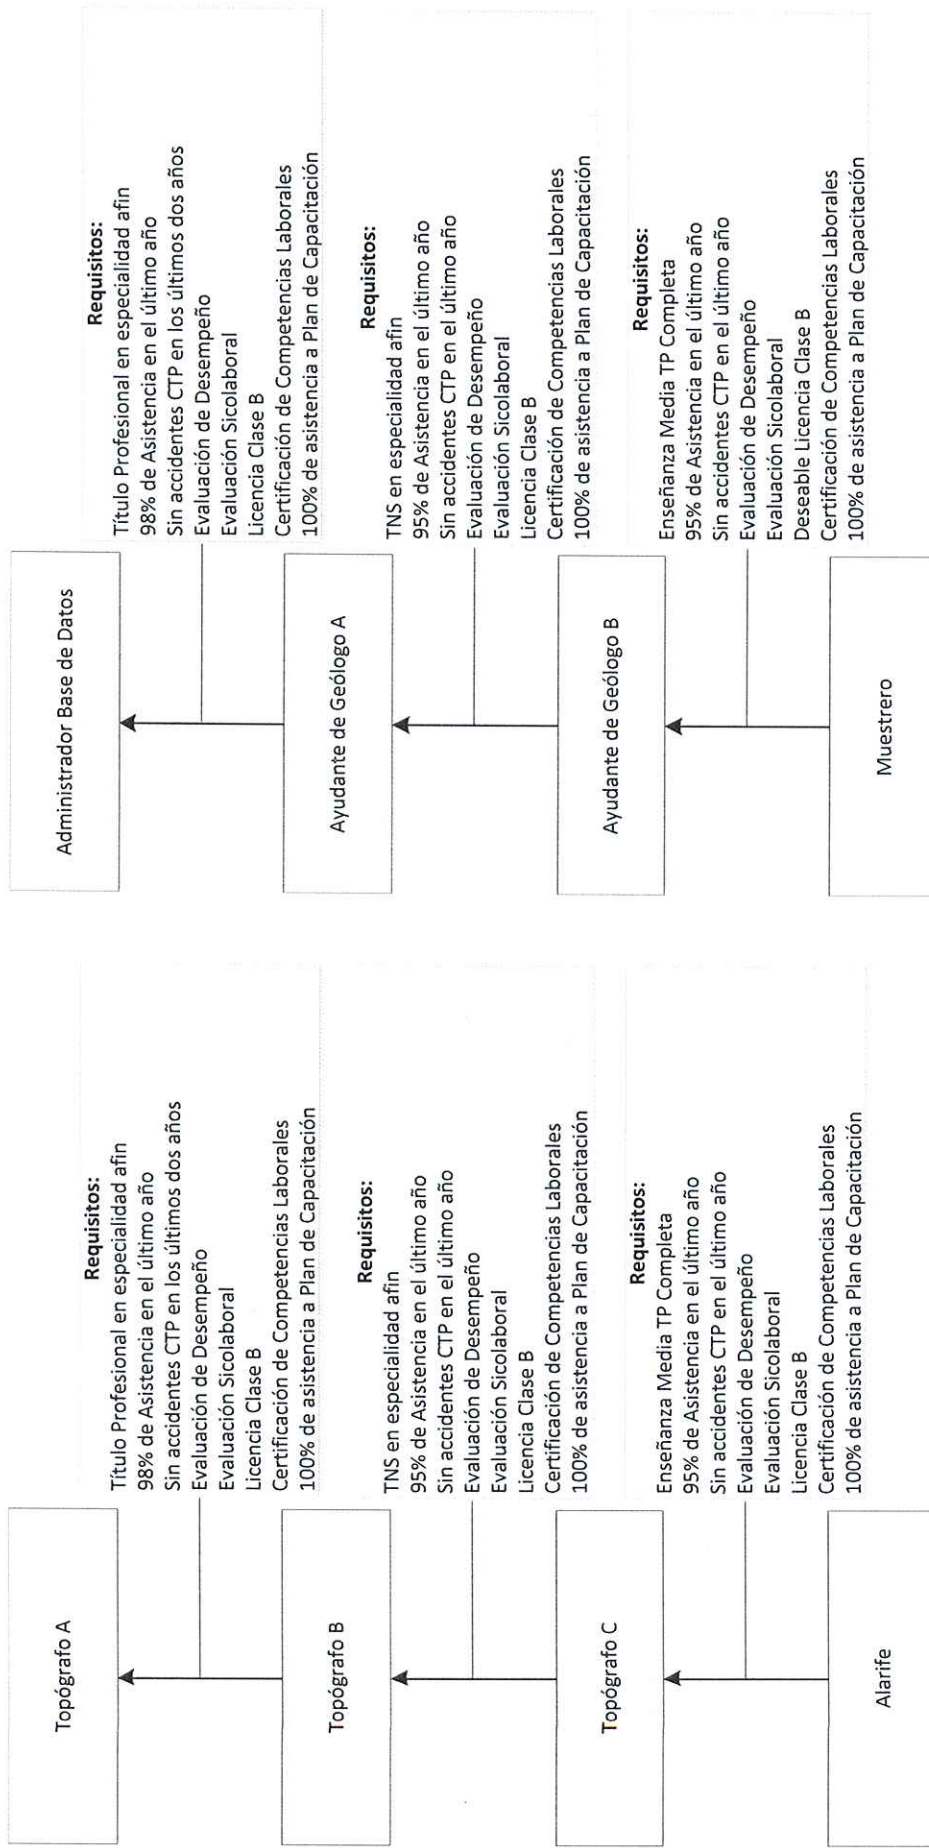 Topógrafo A
Requisitos:
Título Profesional en especialidad afin
98% de Asistencia en el último año
Sin accidentes CTP en los últimos dos años
Evaluación de Desempeño
Evaluación Sicolaboral
Licencia Clase B
Certificación de Competencias Laborales
100% de asistencia a Plan de Capacitación
Topógrafo B
Requisitos:
TNS en especialidad afin
95% de Asistencia en el último año
Sin accidentes CTP en el último año
Evaluación de Desempeño
Evaluación Sicolaboral
Licencia Clase B
Certificación de Competencias Laborales
100% de asistencia a Plan de Capacitación
Topógrafo C
Requisitos:
Enseñanza Media TP Completa
95% de Asistencia en el último año
Sin accidentes CTP en el último año
Evaluación de Desempeño
Evaluación Sicolaboral
Licencia Clase B
Certificación de Competencias Laborales
100% de asistencia a Plan de Capacitación
Alarife
Administrador Base de Datos
Requisitos:
Título Profesional en especialidad afin
98% de Asistencia en el último año
Sin accidentes CTP en los últimos dos años
Evaluación de Desempeño
Evaluación Sicolaboral
Licencia Clase B
Certificación de Competencias Laborales
100% de asistencia a Plan de Capacitación
Ayudante de Geólogo A
Requisitos:
TNS en especialidad afin
95% de Asistencia en el último año
Sin accidentes CTP en el último año
Evaluación de Desempeño
Evaluación Sicolaboral
Licencia Clase B
Certificación de Competencias Laborales
100% de asistencia a Plan de Capacitación
Ayudante de Geólogo B
Requisitos:
Enseñanza Media TP Completa
95% de Asistencia en el último año
Sin accidentes CTP en el último año
Evaluación de Desempeño
Evaluación Sicolaboral
Deseable Licencia Clase B
Certificación de Competencias Laborales
100% de asistencia a Plan de Capacitación
Muestrero